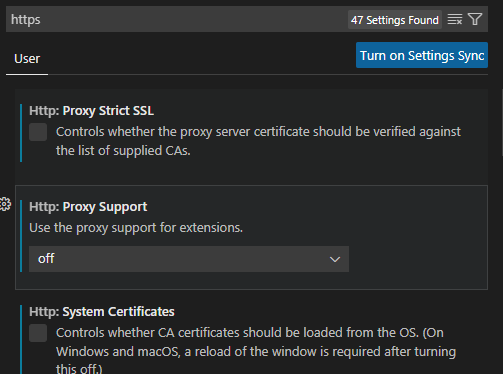 https
47 Settings Found
User
Turn on Settings Sync
Http: Proxy Strict SSL
Controls whether the proxy server certificate should be verified against
the list of supplied CAs.
Http: Proxy Support
Use the proxy support for extensions.
off
Http: System Certificates
Controls whether CA certificates should be loaded from the OS. (On
Windows and macOS, a reload of the window is required after turning
this off.)